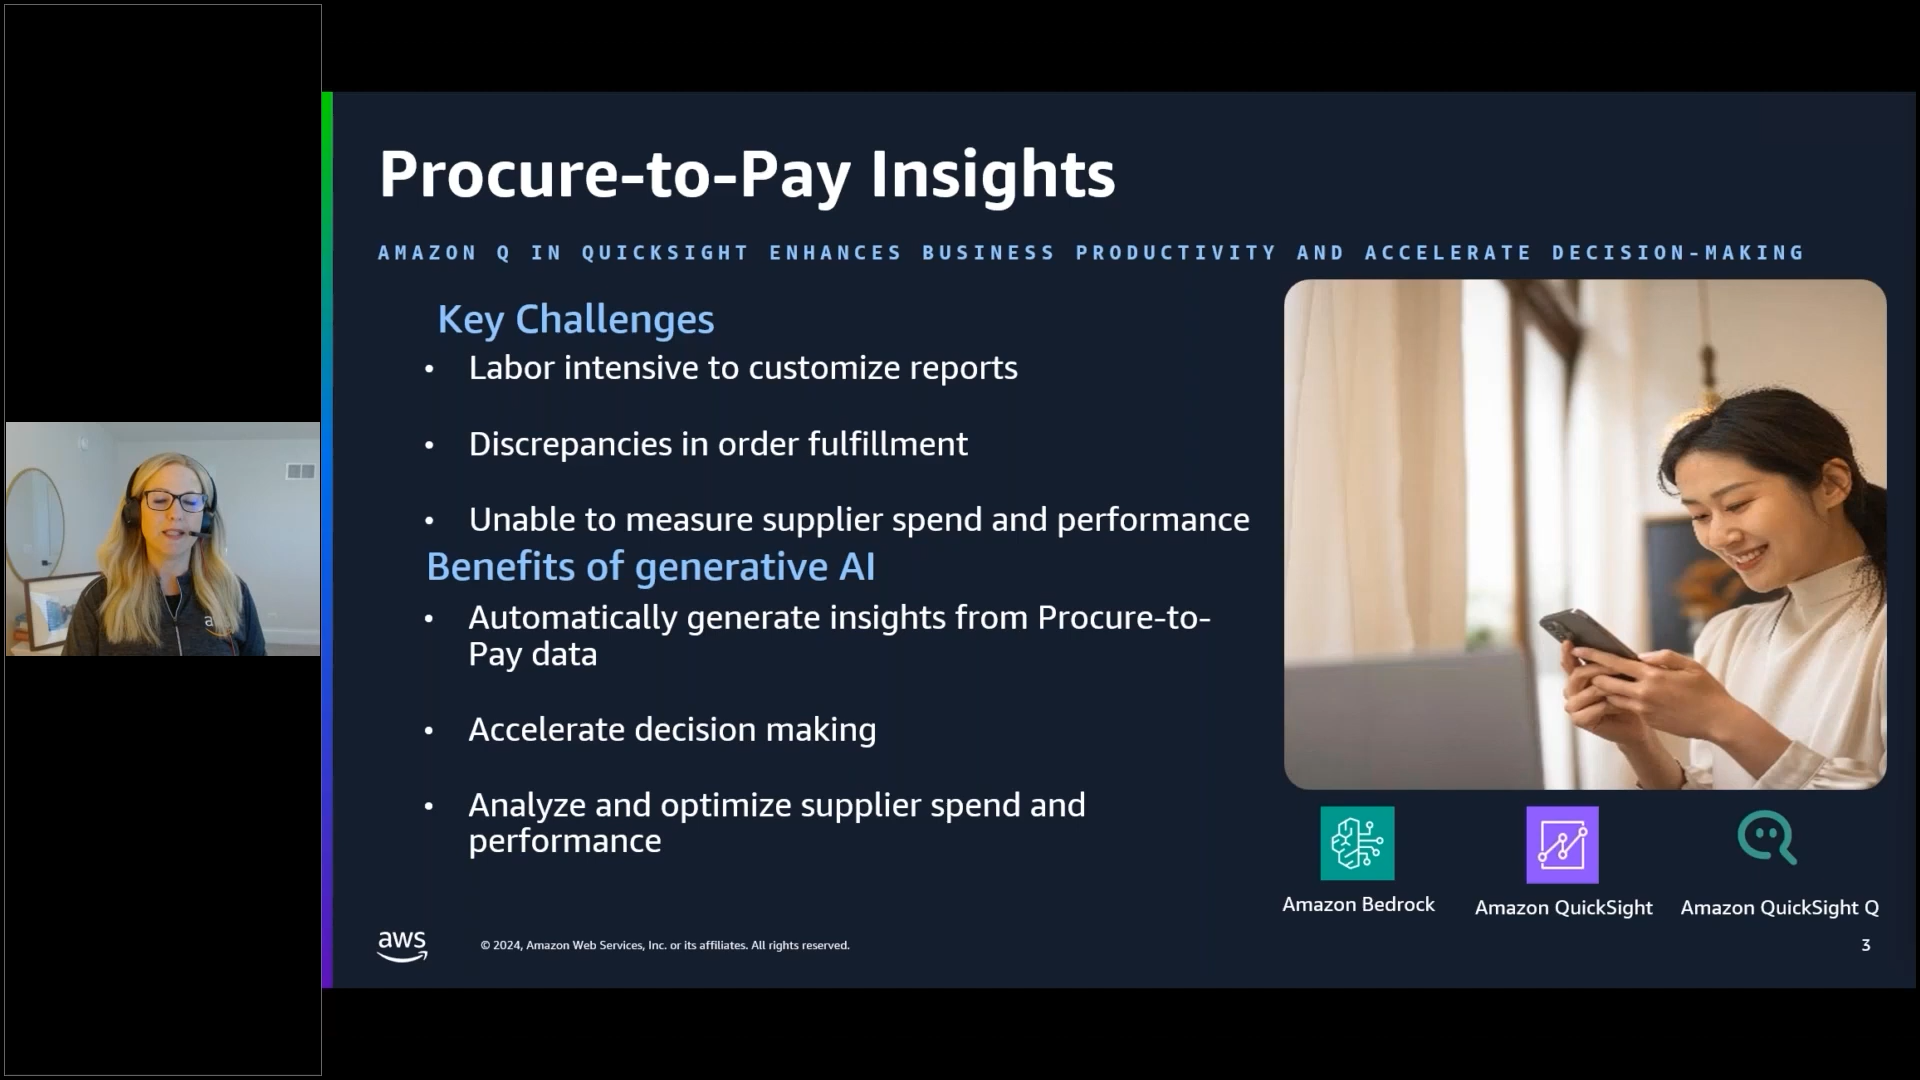 Procure-to-Pay Insights
AMAZON Q IN QUICKSIGHT ENHANCES BUSINESS PRODUCTIVITY AND ACCELERATE DECISION-MAKING
Key Challenges
• Labor intensive to customize reports
• Discrepancies in order fulfillment
• Unable to measure supplier spend and performance
Benefits of generative AI
• Automatically generate insights from Procure-to-
Pay data
• Accelerate decision making
• Analyze and optimize supplier spend and
performance
Amazon Bedrock
Amazon QuickSight
Amazon QuickSight Q
aws
© 2024, Amazon Web Services, Inc. or its affiliates. All rights reserved.
3